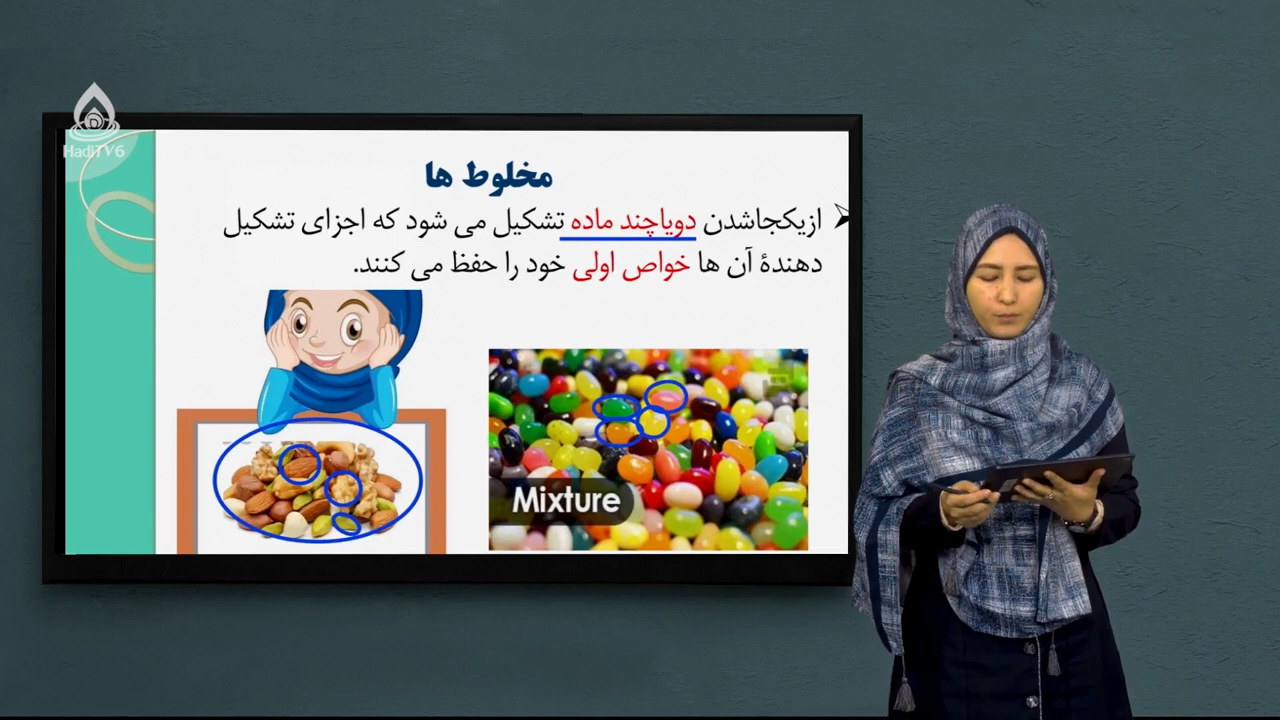 HadiTV6
مخلوط ها
ازیکجاشدن دویاچند ماده تشکیل می شود که اجزای تشکیل
دهندهٔ آن ها خواص اولی خود را حفظ می کنند.
Mixture